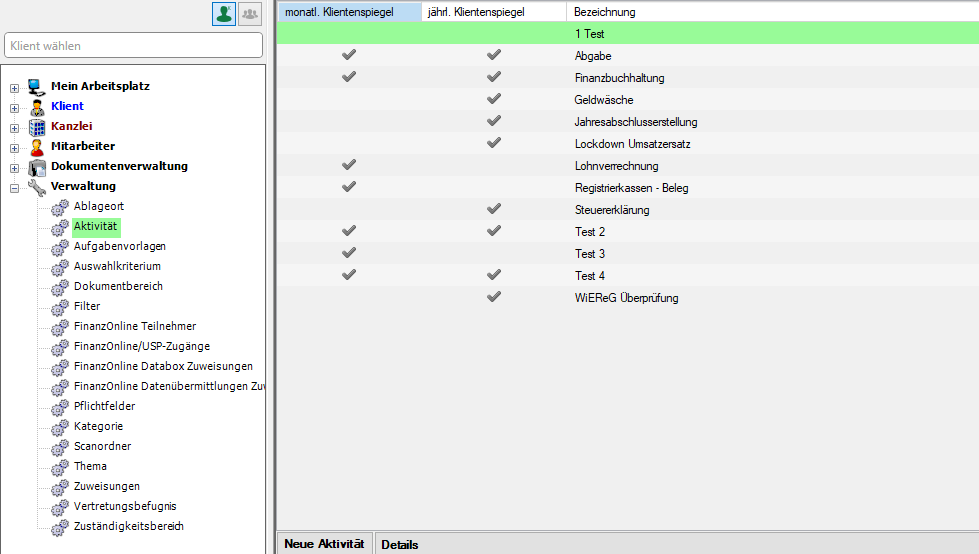 Klient wählen
Mein Arbeitsplatz
Klient
Kanzlei
Mitarbeiter
Dokumentenverwaltung
Verwaltung
Ablageort
Aktivität
Aufgabenvorlagen
Auswahlkriterium
Dokumentbereich
Filter
FinanzOnline Teilnehmer
FinanzOnline/USP-Zugänge
FinanzOnline Databox Zuweisungen
FinanzOnline Datenübermittlungen Zuw
Pflichtfelder
Kategorie
Scanordner
Thema
Zuweisungen
Vertretungsbefugnis
Zuständigkeitsbereich
monatl. Klientenspiegel jährl. Klientenspiegel Bezeichnung
1 Test
Abgabe
Finanzbuchhaltung
Geldwäsche
Jahresabschlusserstellung
Lockdown Umsatzersatz
Lohnverrechnung
Registrierkassen - Beleg
Steuererklärung
Test 2
Test 3
Test 4
WiEReG Überprüfung
Neue Aktivität Details